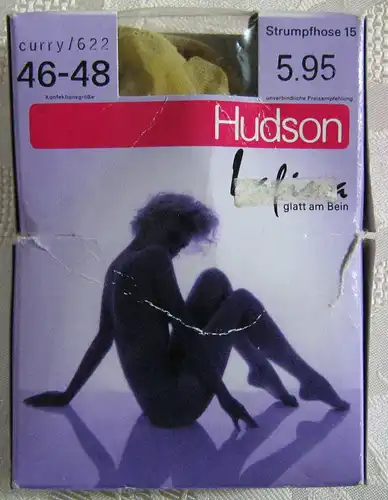 curry/622
46-48
Konfektionsgröße
Strumpfhose 15
5.95
unverbindliche Preisempfehlung
Hudson
glatt am Bein